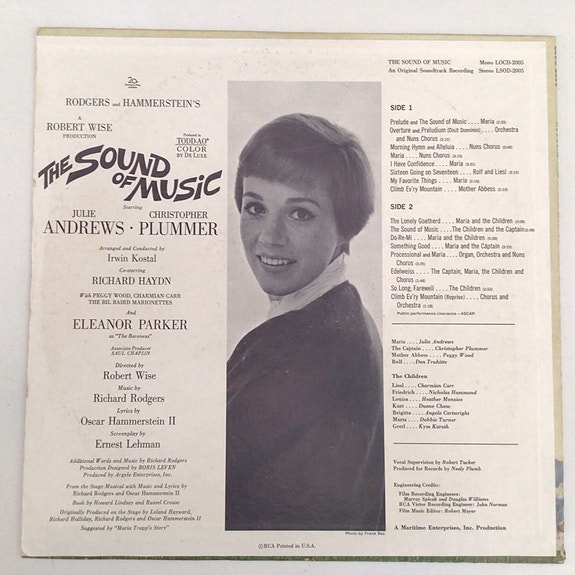 THE SOUND OF MUSIC Mono LOCD-2005
An Original Soundtrack Recording Stereo LSOD-2005
20
RODGERS and HAMMERSTEIN'S
A
ROBERT WISE
PRODUCTION
Produced in
TODD-AO
COLOR
BY DE LUXE
THE SOUND
OF MUSIC
Starring
JULIE CHRISTOPHER
ANDREWS · PLUMMER
Arranged and Conducted by
Irwin Kostal
Co-starring
RICHARD HAYDN
With PEGGY WOOD, CHARMIAN CARR
THE BIL BAIRD MARIONETTES
And
ELEANOR PARKER
as "The Baroness"
Associate Producer
SAUL CHAPLIN
Directed by
Robert Wise
Music by
Richard Rodgers
Lyrics by
Oscar Hammerstein II
Screenplay by
Ernest Lehman
Additional Words and Music by Richard Rodgers
Production Designed by BORIS LEVEN
Produced by Argyle Enterprises, Inc.
From the Stage Musical with Music and Lyrics by
Richard Rodgers and Oscar Hammerstein II
Book by Howard Lindsay and Russel Crouse
Originally Produced on the Stage by Leland Hayward,
Richard Halliday, Richard Rodgers and Oscar Hammerstein II
Suggested by "Maria Trapp's Story"
SIDE 1
Prelude and The Sound of Music .... Maria
Overture and Preludium (Dixit Dominus) .... Orchestra
and Nuns Chorus
Morning Hymn and Alleluia .... Nuns Chorus
Maria .... Nuns Chorus
I Have Confidence .... Maria
Sixteen Going on Seventeen .... Rolf and Liesl
My Favorite Things .... Maria
Climb Ev'ry Mountain .... Mother Abbess
SIDE 2
The Lonely Goatherd .... Maria and the Children
The Sound of Music .... The Children and the Captain
Do-Re-Mi .... Maria and the Children
Something Good .... Maria and the Captain
Processional and Maria .... Organ, Orchestra and Nuns
Chorus
Edelweiss .... The Captain, Maria, the Children and
Chorus
So Long, Farewell .... The Children
Climb Ev'ry Mountain (Reprise) .... Chorus and
Orchestra
Public performance clearance—ASCAP.
Maria .... Julie Andrews
The Captain .... Christopher Plummer
Mother Abbess .... Peggy Wood
Rolf .... Dan Truhitte
The Children
Liesl .... Charmian Carr
Friedrich .... Nicholas Hammond
Louisa .... Heather Menzies
Kurt .... Duane Chase
Brigitta .... Angela Cartwright
Marta .... Debbie Turner
Gretl .... Kym Karath
Vocal Supervision by Robert Tucker
Produced for Records by Neely Plumb
Engineering Credits:
Film Recording Engineers:
Murray Spivak and Douglas Williams
RCA Victor Recording Engineer: John Norman
Film Music Editor: Robert Mayer
A Maritime Enterprises, Inc. Production
Photo by Frank Bez
©RCA Printed in U.S.A.